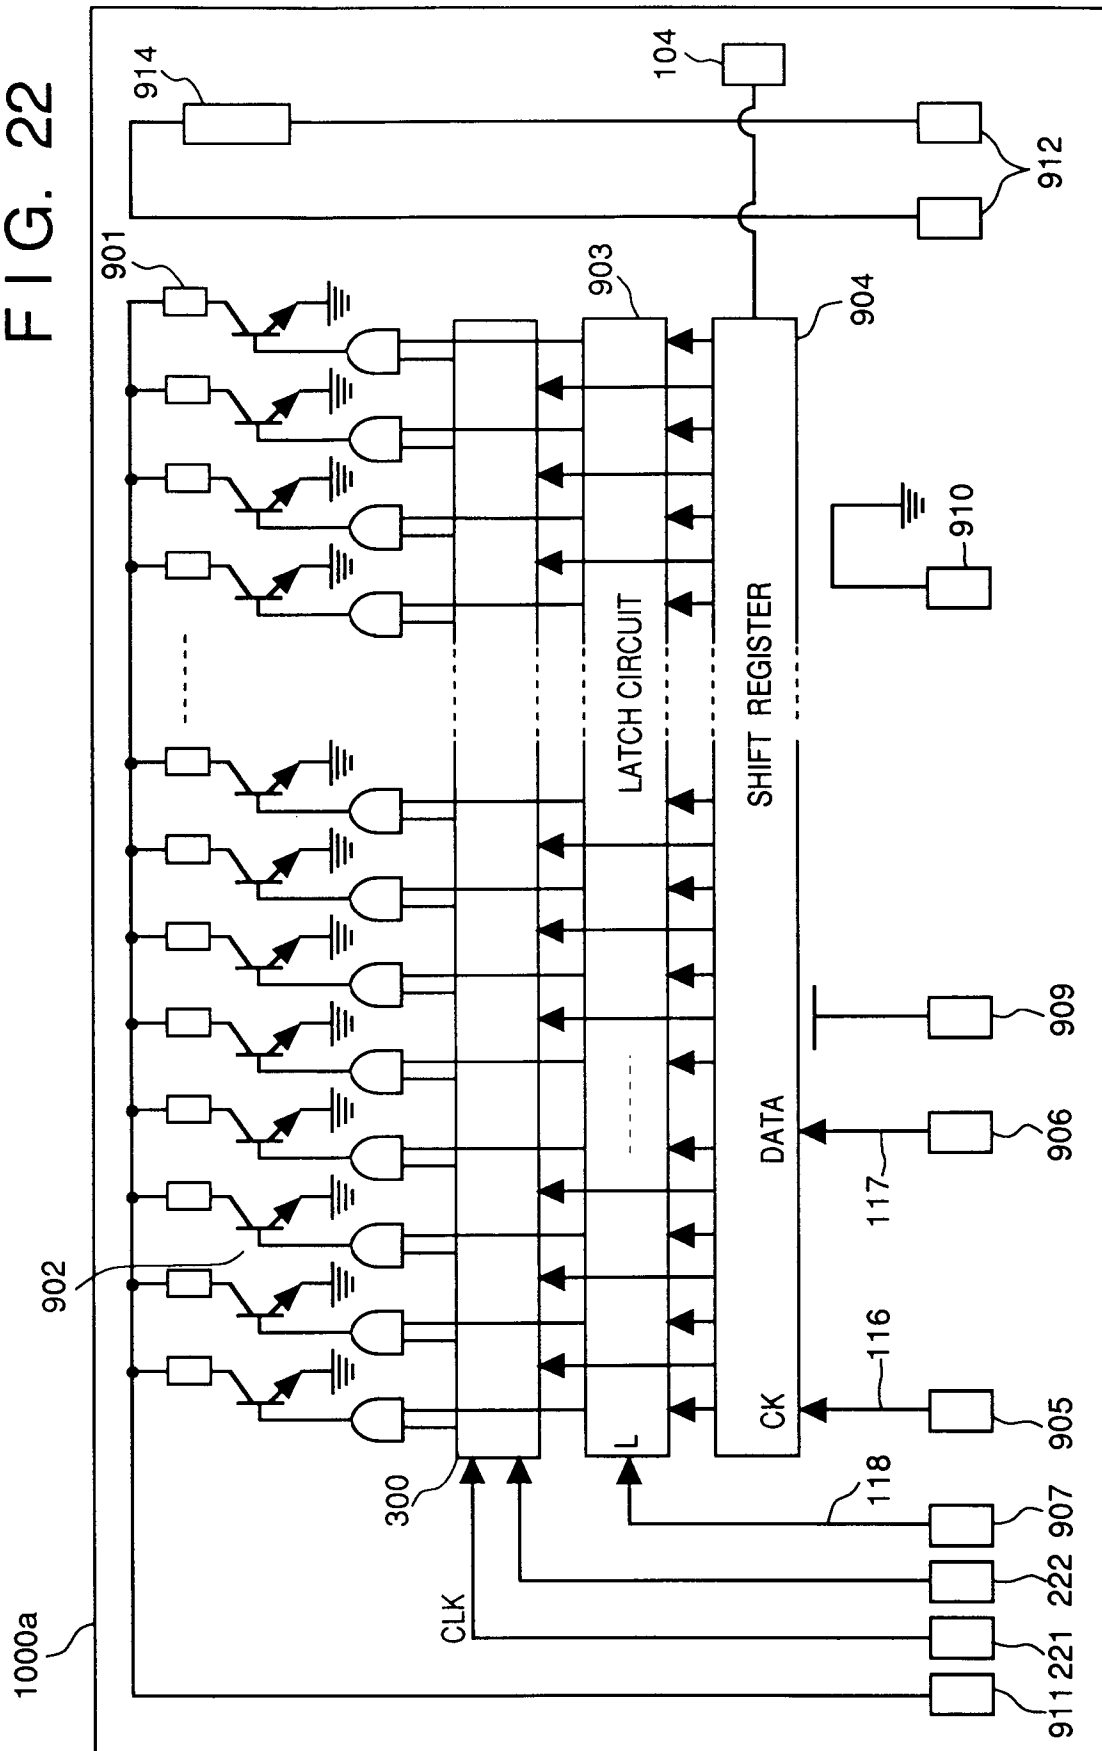 F I G. 22
1000a
914
104
901
912
903
904
902
LATCH CIRCUIT
SHIFT REGISTER
910
300
L
CLK
DATA
CK
909
117
906
116
905
118
907
222
221
911